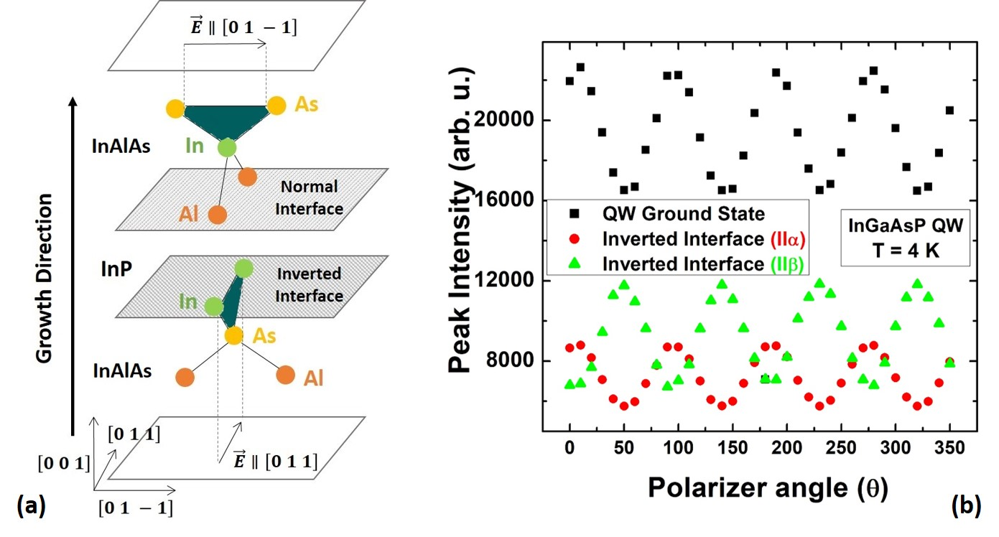 E⃗ ∥ [0 1 − 1]
As
InAlAs
In
Normal
Interface
Al
Growth Direction
InP
Inverted
Interface
In
As
InAlAs
Al
[0 1 1]
[0 0 1]
E⃗ ∥ [0 1 1]
[0 1 − 1]
(a)
Peak Intensity (arb. u.)
20000
16000
12000
8000
QW Ground State
Inverted Interface (IIα)
Inverted Interface (IIβ)
InGaAsP QW
T = 4 K
0 50 100 150 200 250 300 350
Polarizer angle (θ)
(b)